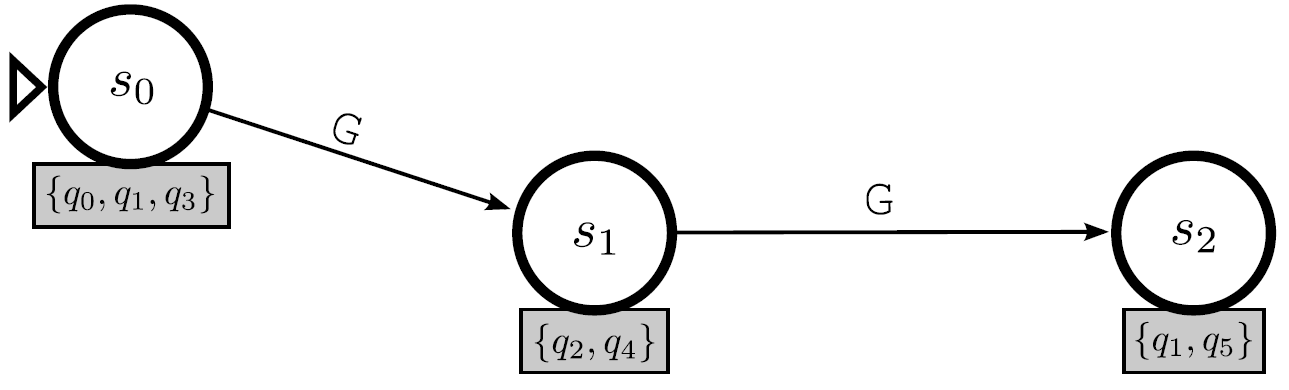 s₀
G
{q₀, q₁, q₃}
s₁
G
s₂
{q₂, q₄}
{q₁, q₅}